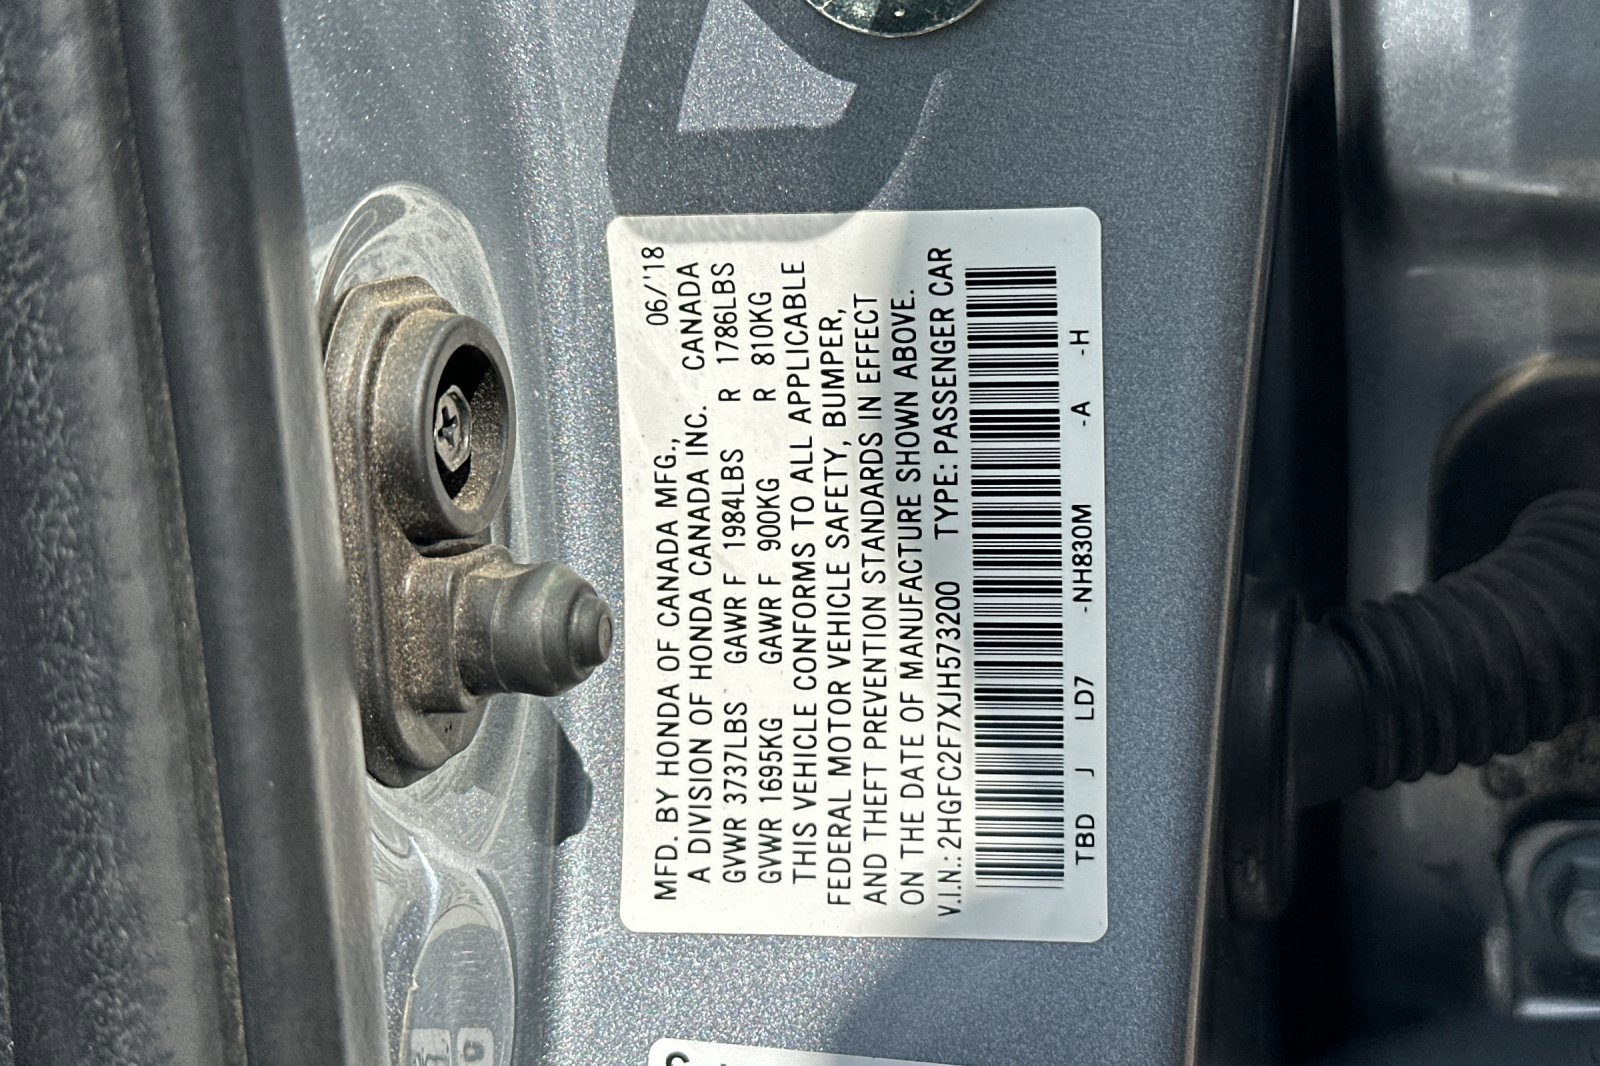 MFD. BY HONDA OF CANADA MFG., 06/'18
A DIVISION OF HONDA CANADA INC. CANADA
GVWR 3737LBS GAWR F 1984LBS R 1786LBS
GVWR 1695KG GAWR F 900KG R 810KG
THIS VEHICLE CONFORMS TO ALL APPLICABLE
FEDERAL MOTOR VEHICLE SAFETY, BUMPER,
AND THEFT PREVENTION STANDARDS IN EFFECT
ON THE DATE OF MANUFACTURE SHOWN ABOVE.
V.I.N.: 2HGFC2F7XJH573200 TYPE: PASSENGER CAR
TBD J LD7 -NH830M -A -H